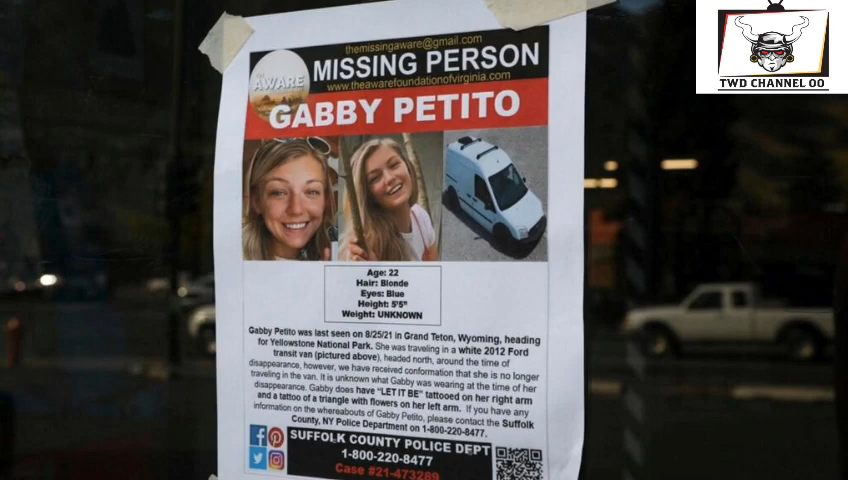 TWD CHANNEL OO
themissingaware@gmail.com
AWARE
MISSING PERSON
www.theawarefoundationofvirginia.com
GABBY PETITO
Age: 22
Hair: Blonde
Eyes: Blue
Height: 5'5"
Weight: UNKNOWN
Gabby Petito was last seen on 8/25/21 in Grand Teton, Wyoming, heading
for Yellowstone National Park. She was traveling in a white 2012 Ford
transit van (pictured above), headed north, around the time of
disappearance, however, we have received conformation that she is no longer
traveling in the van. It is unknown what Gabby was wearing at the time of her
disappearance. Gabby does have "LET IT BE" tattooed on her right arm
and a tattoo of a triangle with flowers on her left arm. If you have any
information on the whereabouts of Gabby Petito, please contact the Suffolk
County, NY Police Department on 1-800-220-8477.
SUFFOLK COUNTY POLICE DEPT
1-800-220-8477
Case #21-473289